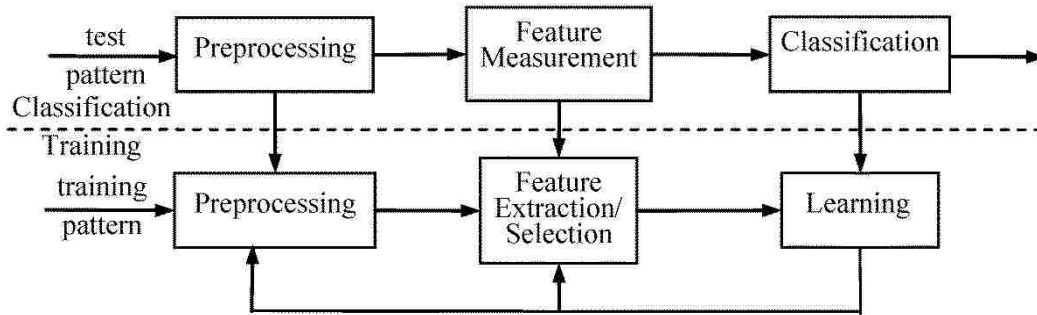 test
pattern
Preprocessing
Feature
Measurement
Classification
Classification
Training
training
pattern
Preprocessing
Feature
Extraction/
Selection
Learning